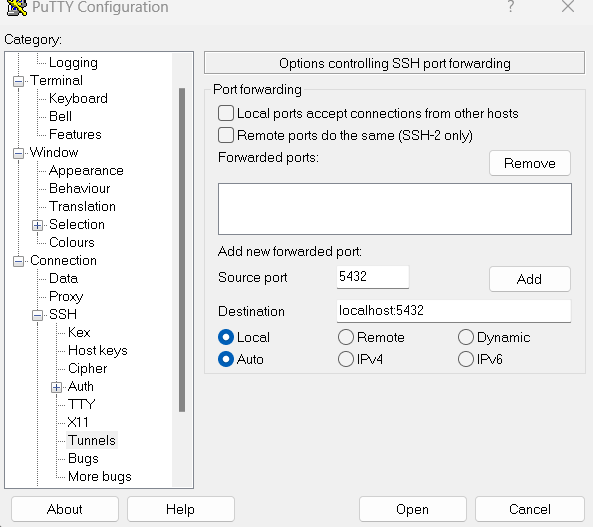 PuTTY Configuration
?
Category:
Logging
Terminal
Keyboard
Bell
Features
Window
Appearance
Behaviour
Translation
Selection
Colours
Connection
Data
Proxy
SSH
Kex
Host keys
Cipher
Auth
TTY
X11
Tunnels
Bugs
More bugs
Options controlling SSH port forwarding
Port forwarding
Local ports accept connections from other hosts
Remote ports do the same (SSH-2 only)
Forwarded ports:
Remove
Add new forwarded port:
Source port 5432 Add
Destination localhost:5432
Local Remote Dynamic
Auto IPv4 IPv6
About Help Open Cancel